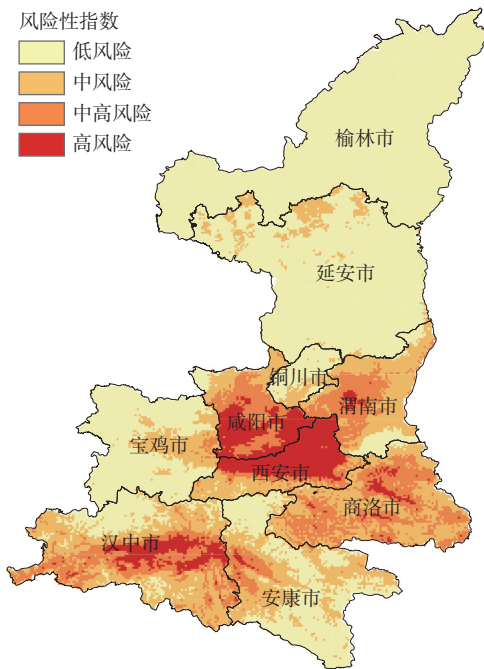 风险性指数
低风险
中风险
中高风险
高风险
榆林市
延安市
铜川市
渭南市
咸阳市
宝鸡市
西安市
商洛市
汉中市
安康市